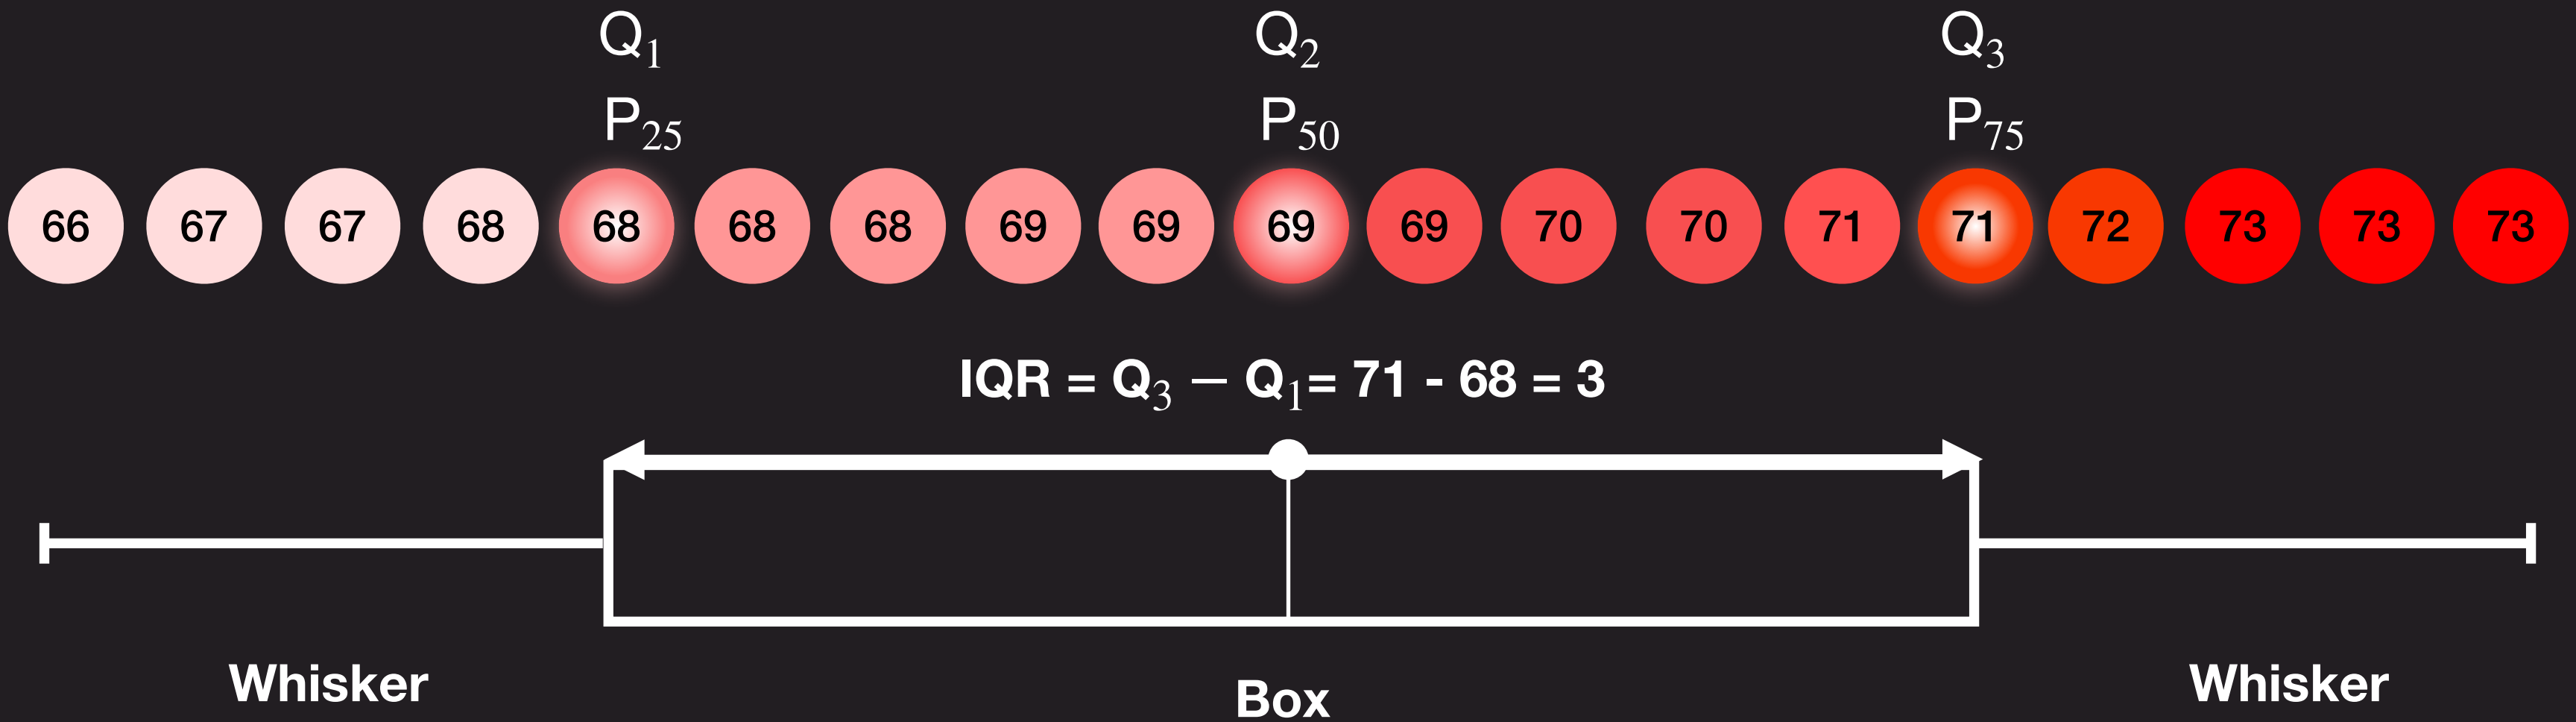 Q₁ Q₂ Q₃
P₂₅ P₅₀ P₇₅
66 67 67 68 68 68 68 69 69 69 69 70 70 71 71 72 73 73 73
IQR = Q₃ — Q₁= 71 - 68 = 3
Whisker Box Whisker